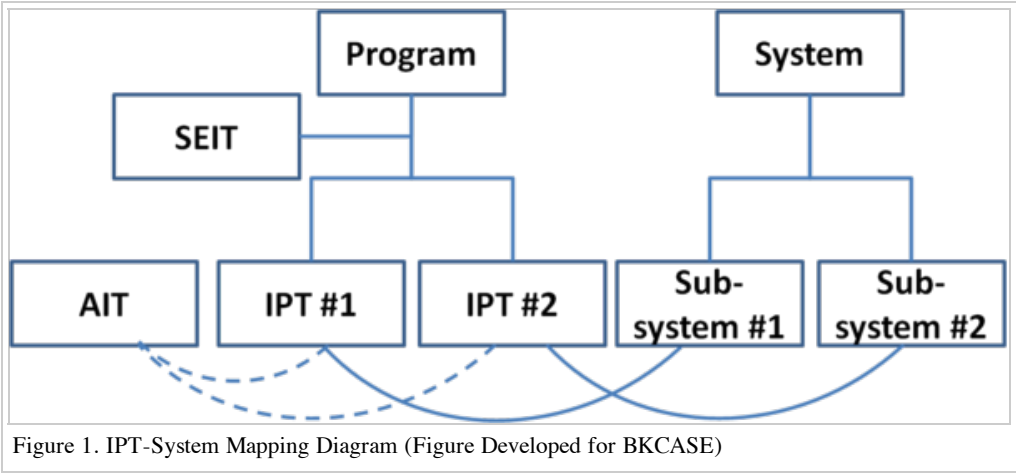 Program
System
SEIT
AIT
IPT #1
IPT #2
Sub-
system #1
Sub-
system #2
Figure 1. IPT-System Mapping Diagram (Figure Developed for BKCASE)